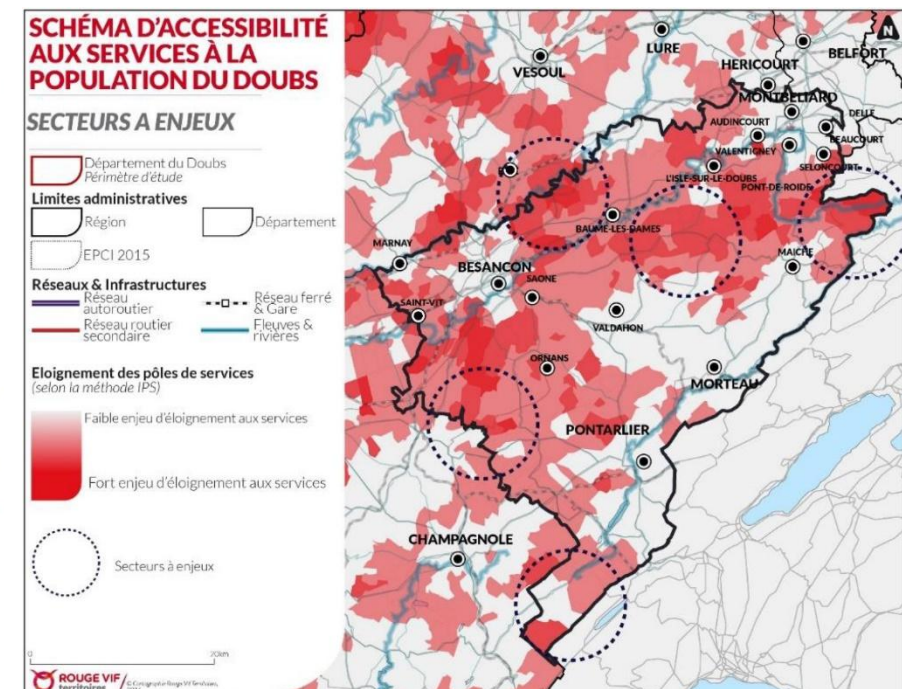 SCHÉMA D'ACCESSIBILITÉ
AUX SERVICES À LA
POPULATION DU DOUBS
SECTEURS A ENJEUX
Département du Doubs
Périmètre d'étude
Limites administratives
Région
Département
EPCI 2015
Réseaux & Infrastructures
Réseau
autoroutier
Réseau ferré
& Gare
Réseau routier
secondaire
Fleuves &
rivières
Eloignement des pôles de services
(selon la méthode IPS)
Faible enjeu d'éloignement aux services
Fort enjeu d'éloignement aux services
Secteurs à enjeux
0
20km
ROUGE VIF
territoires
N
LURE
VESOUL
BELFORT
HERICOURT
MONTBELIARD
DELLE
AUDINCOURT
BEAUCOURT
VALENTIGNEY
SELONCOURT
L'ISLE-SUR-LE-DOUBS
PONT-DE-ROIDE
BAUME-LES-DAMES
MARNAY
BESANCON
MAICHE
SAONE
SAINT-VIT
VALDAHON
ORNANS
MORTEAU
PONTARLIER
CHAMPAGNOLE